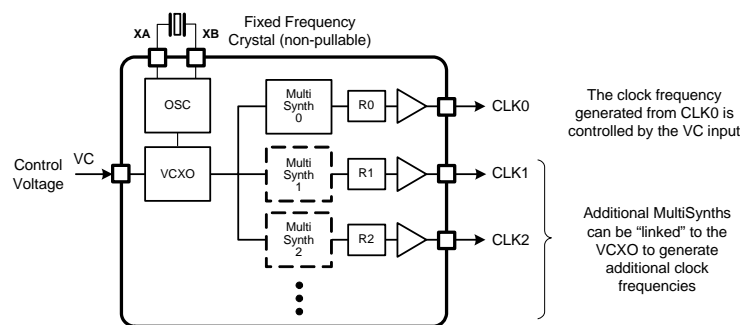 XA
XB
Fixed Frequency
Crystal (non-pullable)
OSC
Control
Voltage
VC
VCXO
Multi
Synth
0
R0
CLK0
Multi
Synth
1
R1
CLK1
Multi
Synth
2
R2
CLK2
The clock frequency
generated from CLK0 is
controlled by the VC input
Additional MultiSynths
can be “linked” to the
VCXO to generate
additional clock
frequencies